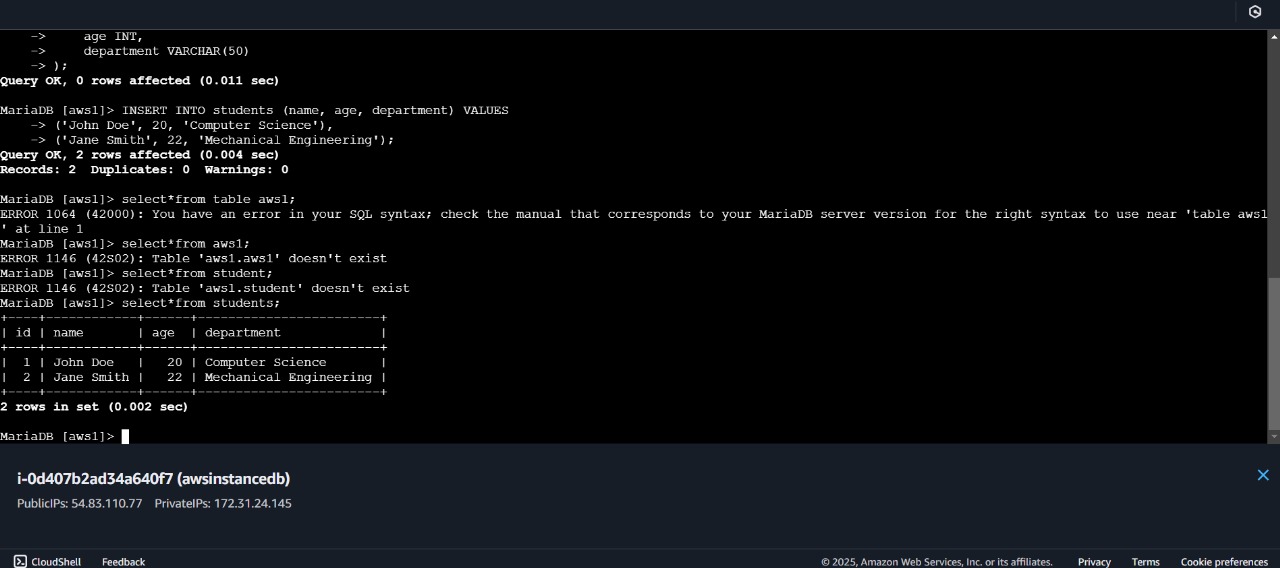 ->     age INT,
    ->     department VARCHAR(50)
    -> );
Query OK, 0 rows affected (0.011 sec)

MariaDB [aws1]> INSERT INTO students (name, age, department) VALUES
    -> ('John Doe', 20, 'Computer Science'),
    -> ('Jane Smith', 22, 'Mechanical Engineering');
Query OK, 2 rows affected (0.004 sec)
Records: 2  Duplicates: 0  Warnings: 0

MariaDB [aws1]> select*from table aws1;
ERROR 1064 (42000): You have an error in your SQL syntax; check the manual that corresponds to your MariaDB server version for the right syntax to use near 'table aws1
' at line 1
MariaDB [aws1]> select*from aws1;
ERROR 1146 (42S02): Table 'aws1.aws1' doesn't exist
MariaDB [aws1]> select*from student;
ERROR 1146 (42S02): Table 'aws1.student' doesn't exist
MariaDB [aws1]> select*from students;
+----+------------+------+------------------------+
| id | name       | age  | department             |
+----+------------+------+------------------------+
|  1 | John Doe   |   20 | Computer Science       |
|  2 | Jane Smith |   22 | Mechanical Engineering |
+----+------------+------+------------------------+
2 rows in set (0.002 sec)

MariaDB [aws1]>
i-0d407b2ad34a640f7 (awsinstancedb)
PublicIPs: 54.83.110.77 PrivateIPs: 172.31.24.145
CloudShell Feedback © 2025, Amazon Web Services, Inc. or its affiliates. Privacy Terms Cookie preferences